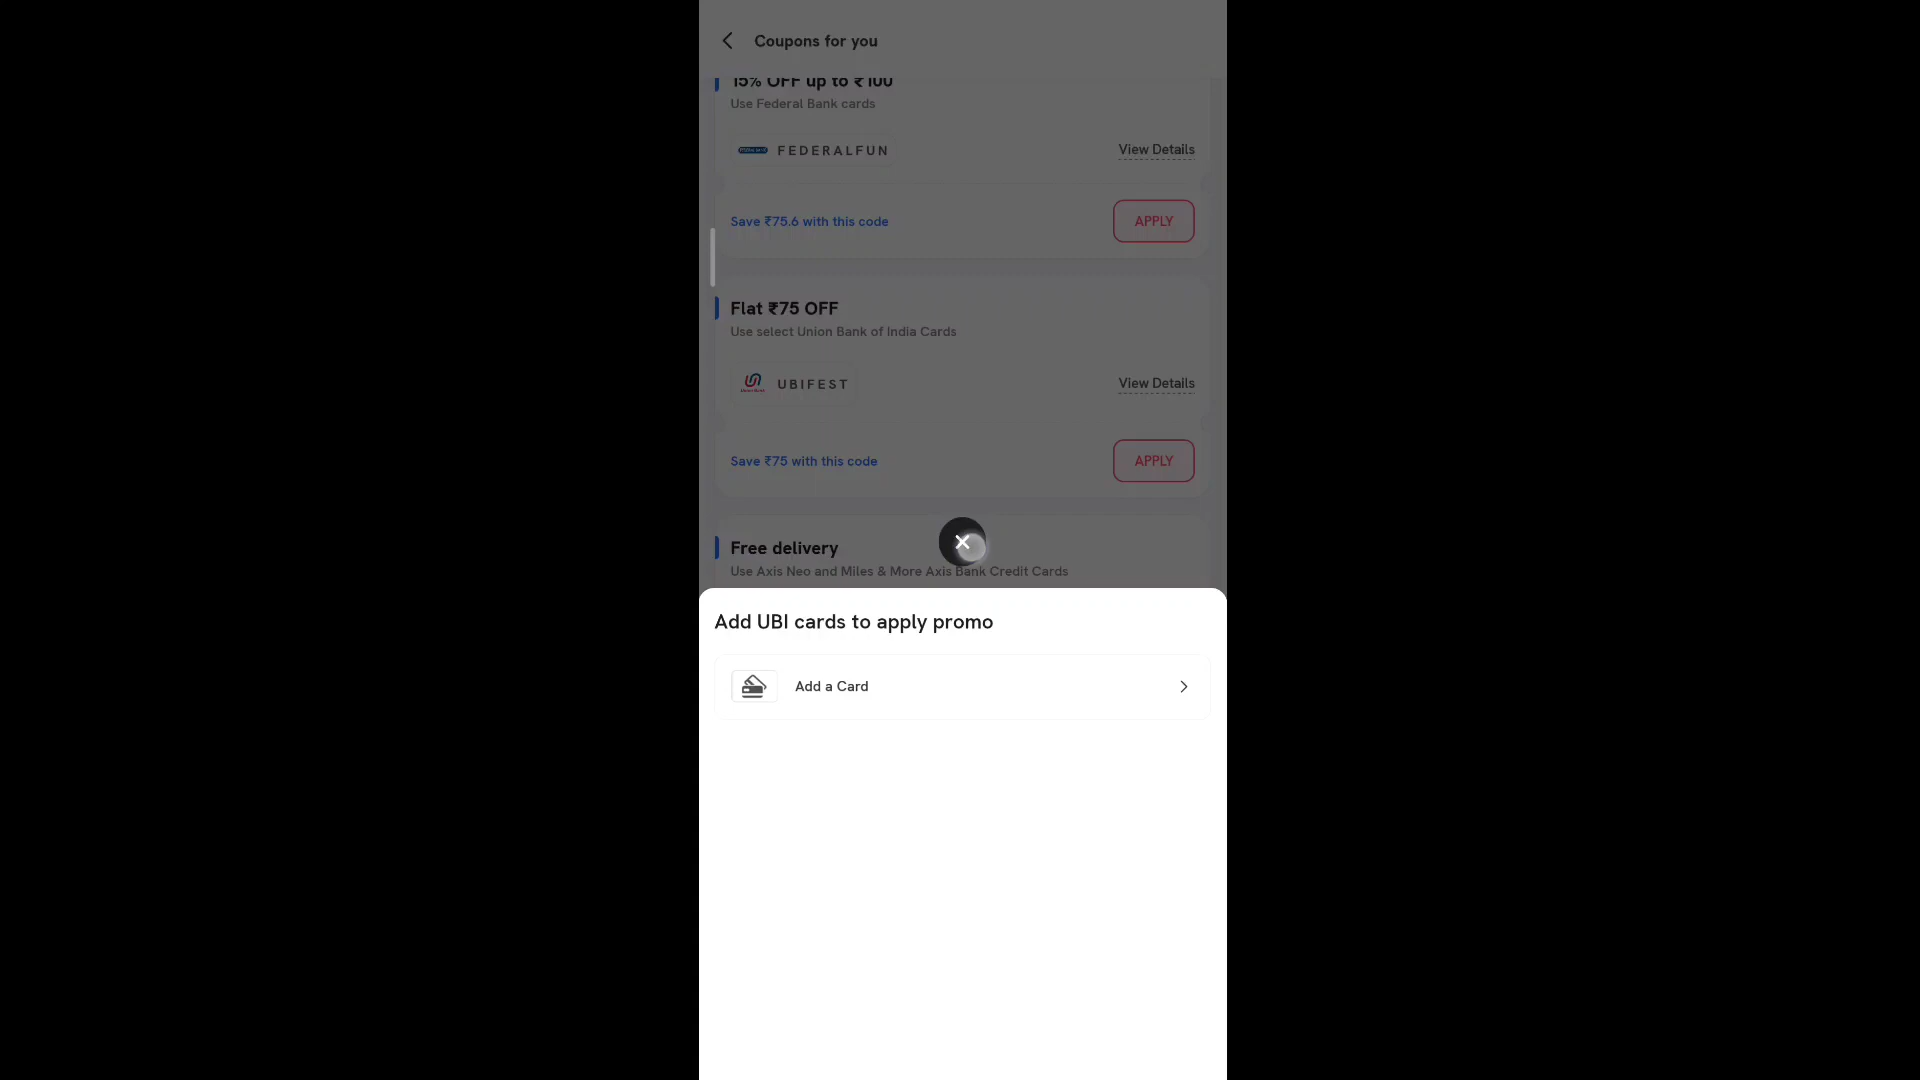 Coupons for you
15% OFF up to ₹100
Use Federal Bank cards
FEDERALFUN
View Details
Save ₹75.6 with this code
APPLY
Flat ₹75 OFF
Use select Union Bank of India Cards
UBIFEST
View Details
Save ₹75 with this code
APPLY
Free delivery
Use Axis Neo and Miles & More Axis Bank Credit Cards
Add UBI cards to apply promo
Add a Card